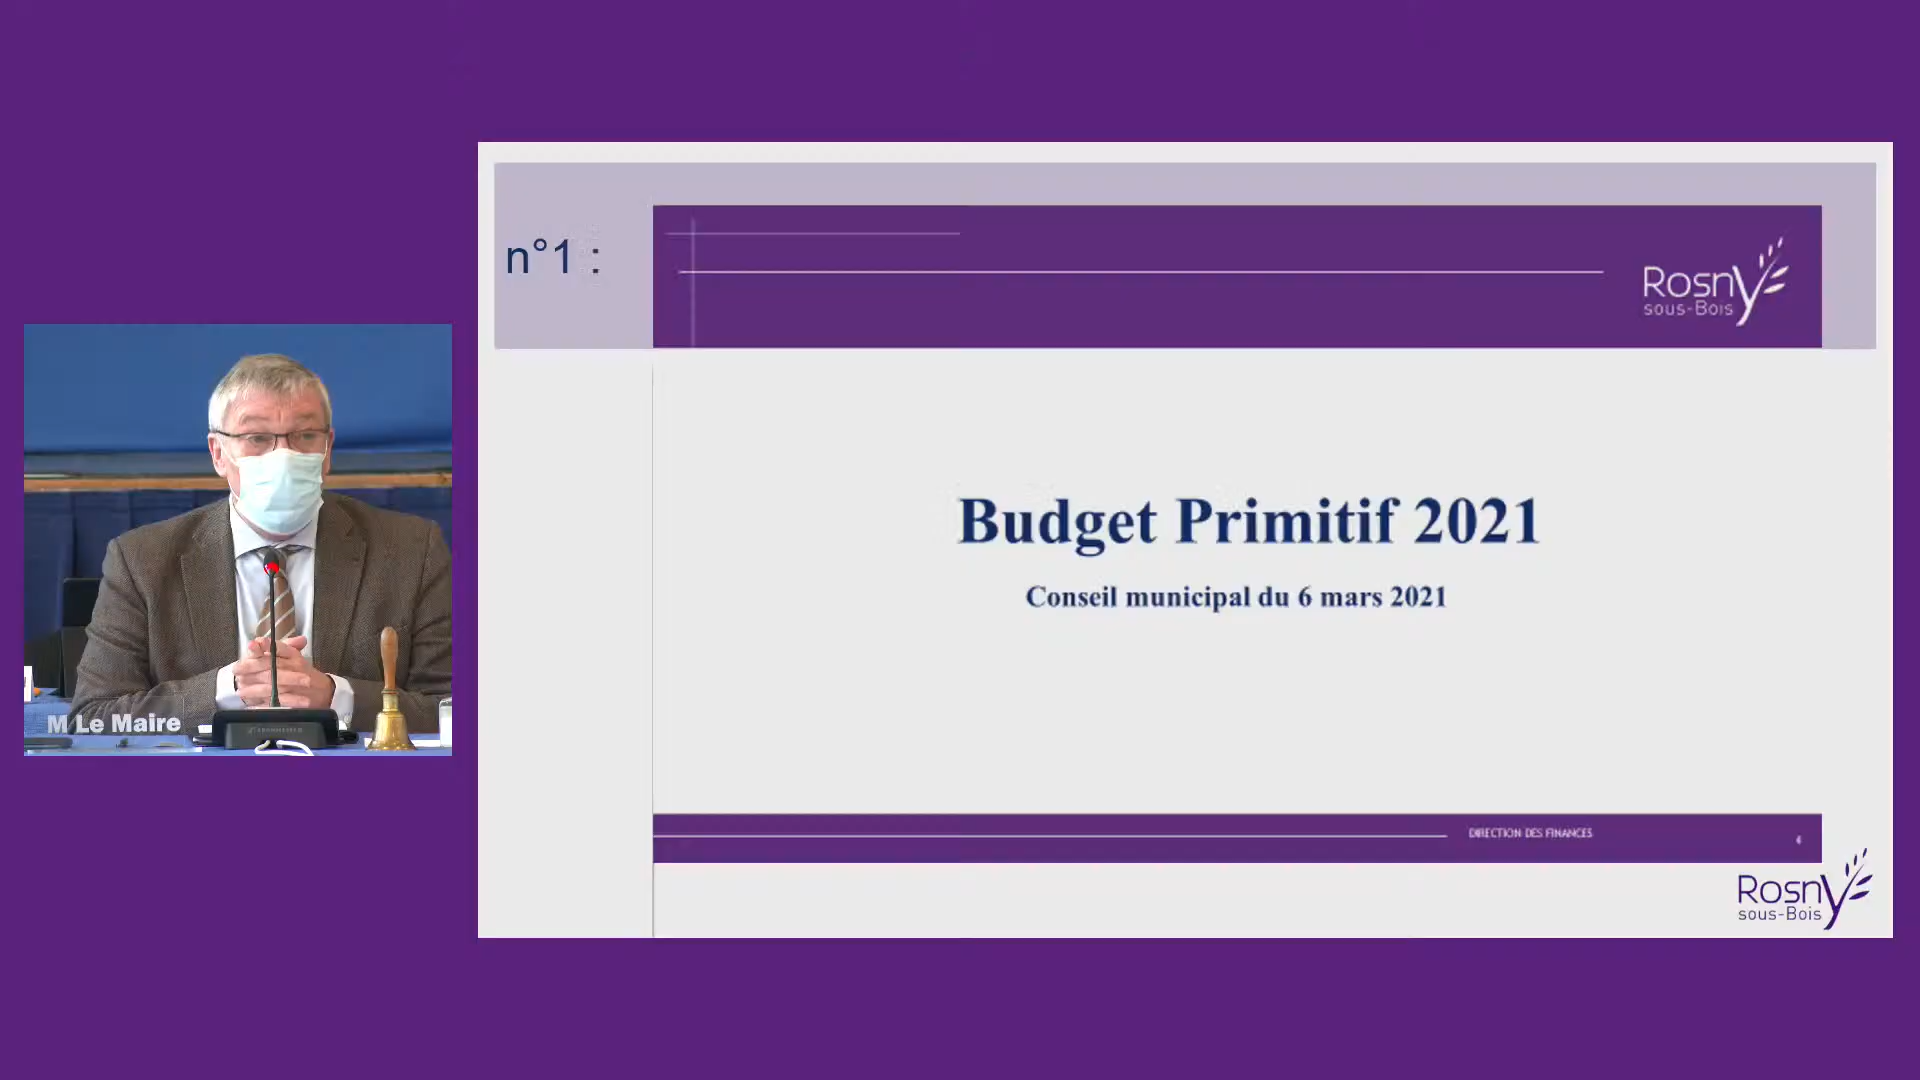 n°1 :
Rosny
sous-Bois
Budget Primitif 2021
Conseil municipal du 6 mars 2021
M Le Maire
DIRECTION DES FINANCES
Rosny
sous-Bois